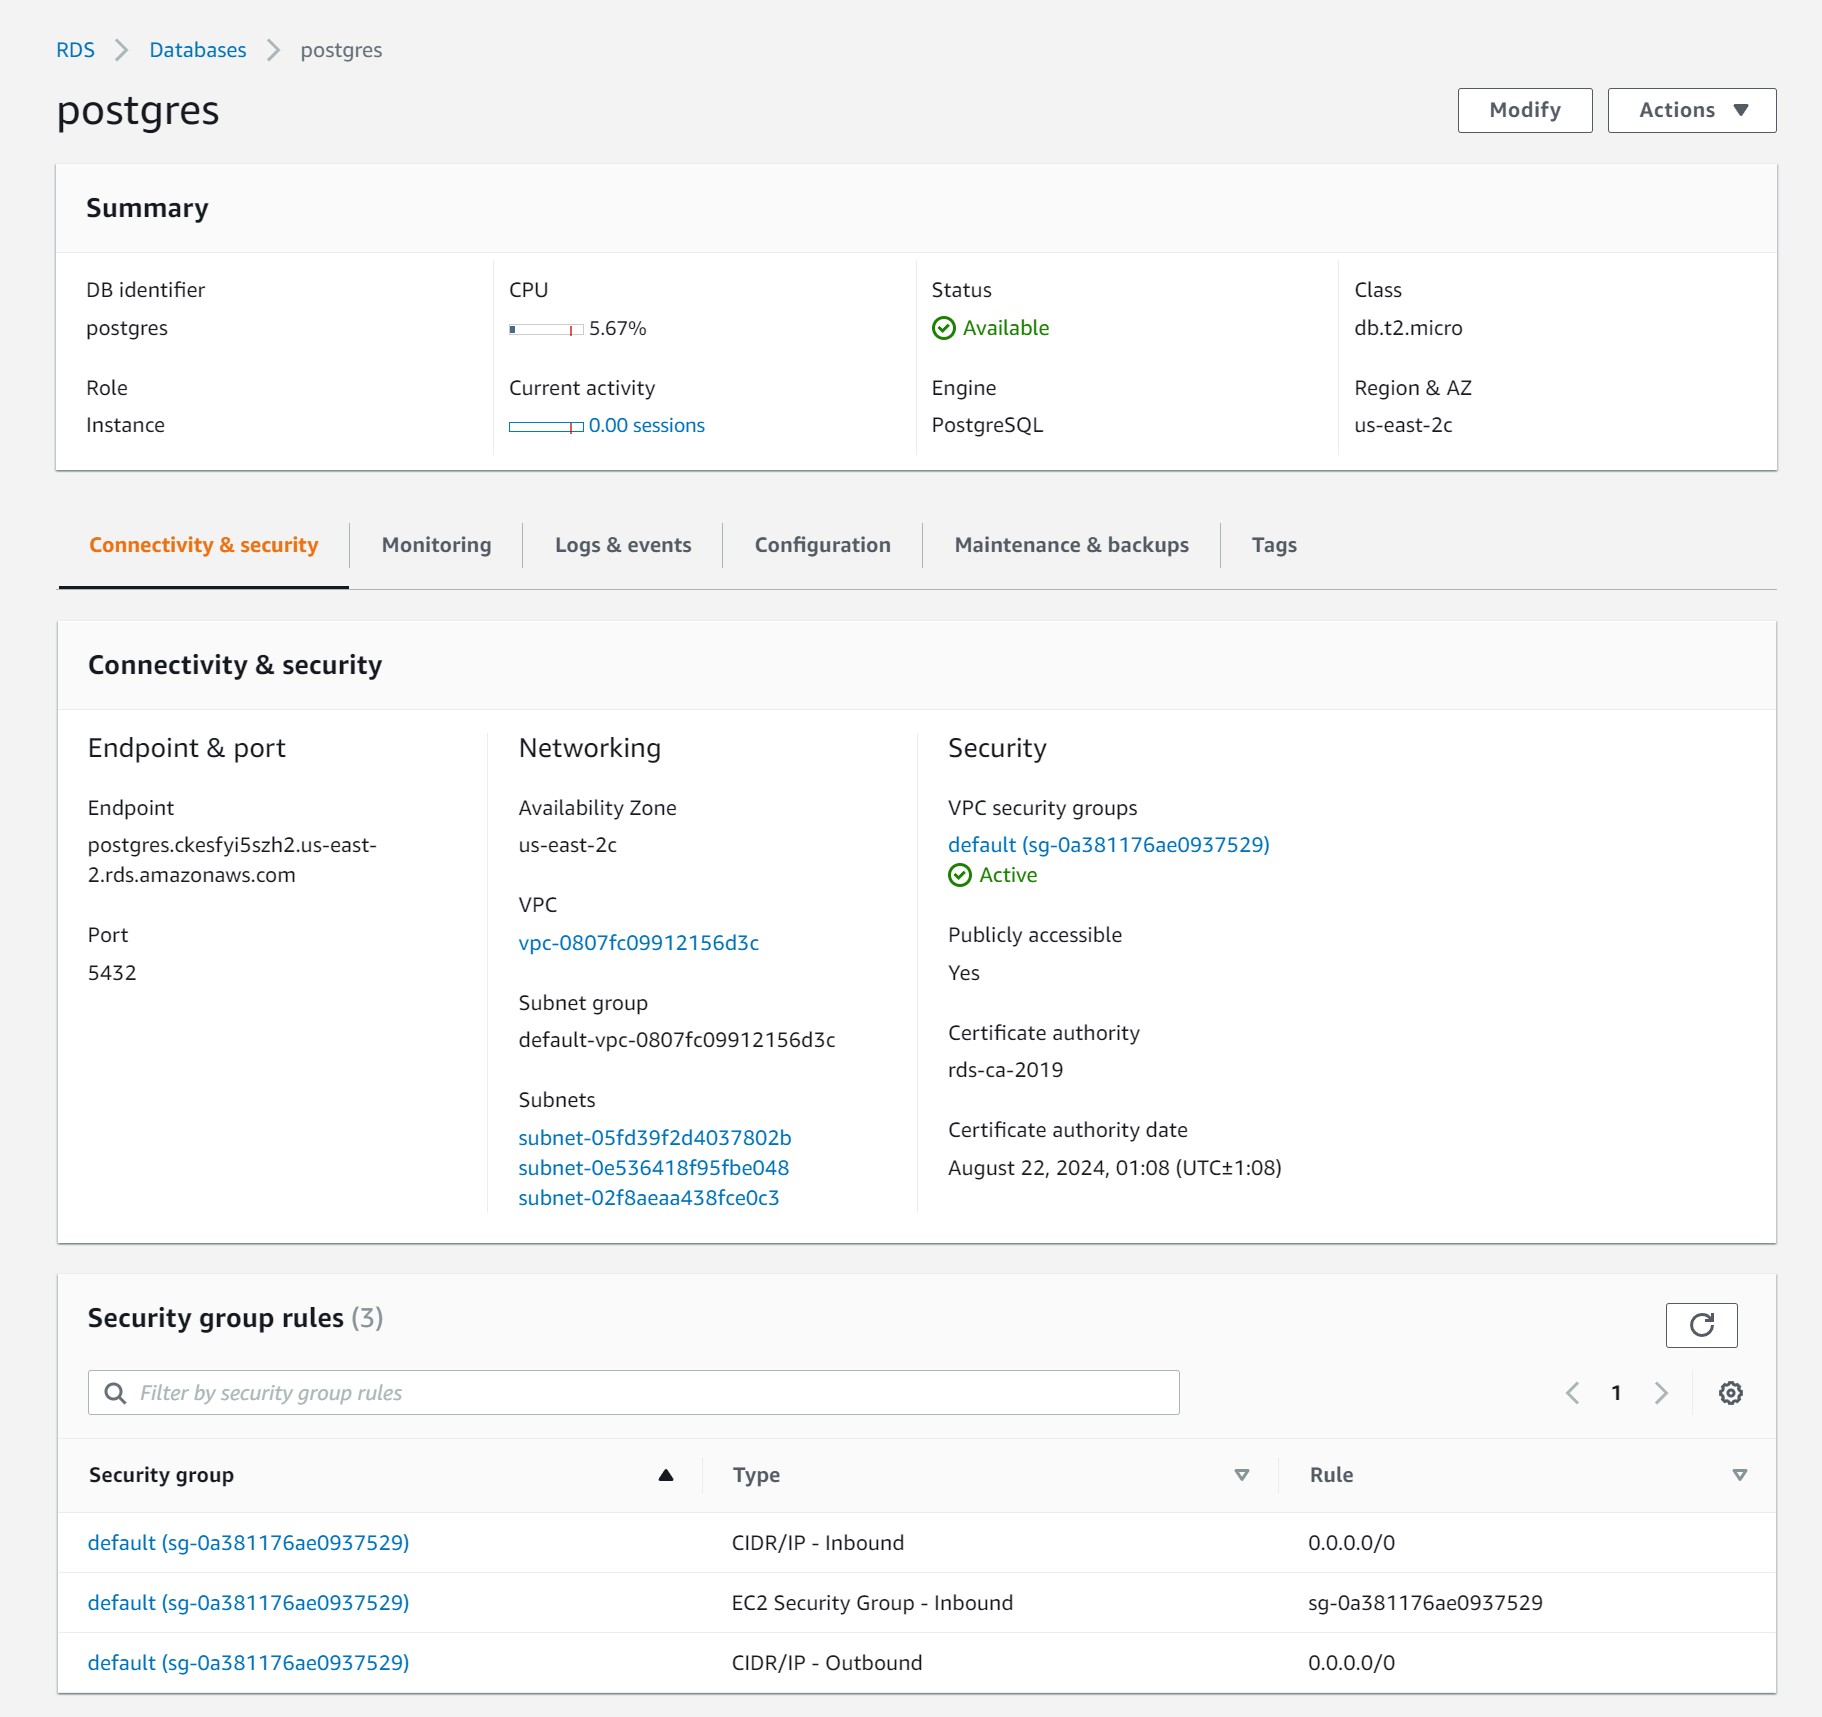 RDS > Databases > postgres
postgres
Modify
Actions
Summary
DB identifier
postgres
CPU
5.67%
Status
Available
Class
db.t2.micro
Role
Instance
Current activity
0.00 sessions
Engine
PostgreSQL
Region & AZ
us-east-2c
Connectivity & security
Monitoring
Logs & events
Configuration
Maintenance & backups
Tags
Connectivity & security
Endpoint & port
Endpoint
postgres.ckesfyi5szh2.us-east-
2.rds.amazonaws.com
Port
5432
Networking
Availability Zone
us-east-2c
VPC
vpc-0807fc09912156d3c
Subnet group
default-vpc-0807fc09912156d3c
Subnets
subnet-05fd39f2d4037802b
subnet-0e536418f95fbe048
subnet-02f8aeaa438fce0c3
Security
VPC security groups
default (sg-0a381176ae0937529)
Active
Publicly accessible
Yes
Certificate authority
rds-ca-2019
Certificate authority date
August 22, 2024, 01:08 (UTC±1:08)
Security group rules (3)
Filter by security group rules
1
Security group
Type
Rule
default (sg-0a381176ae0937529)
CIDR/IP - Inbound
0.0.0.0/0
default (sg-0a381176ae0937529)
EC2 Security Group - Inbound
sg-0a381176ae0937529
default (sg-0a381176ae0937529)
CIDR/IP - Outbound
0.0.0.0/0